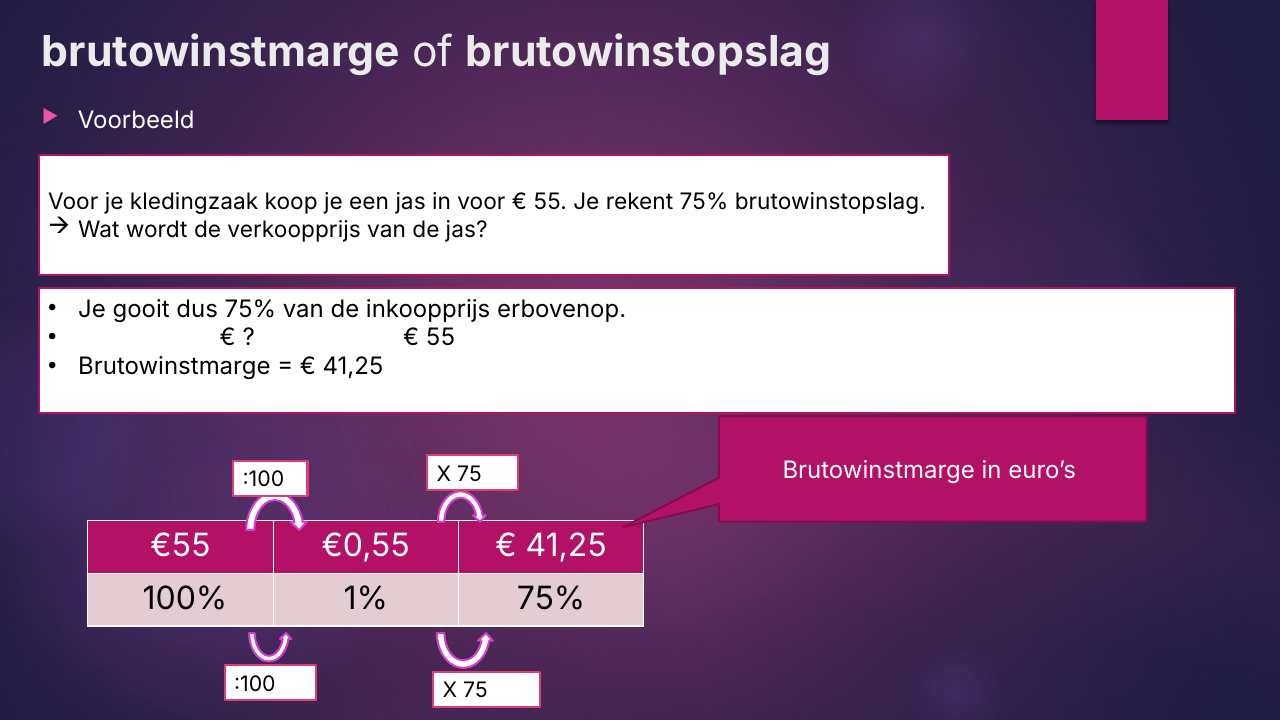 brutowinstmarge of brutowinstopslag
Voorbeeld
Voor je kledingzaak koop je een jas in voor € 55. Je rekent 75% brutowinstopslag.
→ Wat wordt de verkoopprijs van de jas?
• Je gooit dus 75% van de inkoopprijs erbovenop.
• € ? € 55
• Brutowinstmarge = € 41,25
Brutowinstmarge in euro’s
:100 X 75
€55 €0,55 € 41,25
100% 1% 75%
:100 X 75